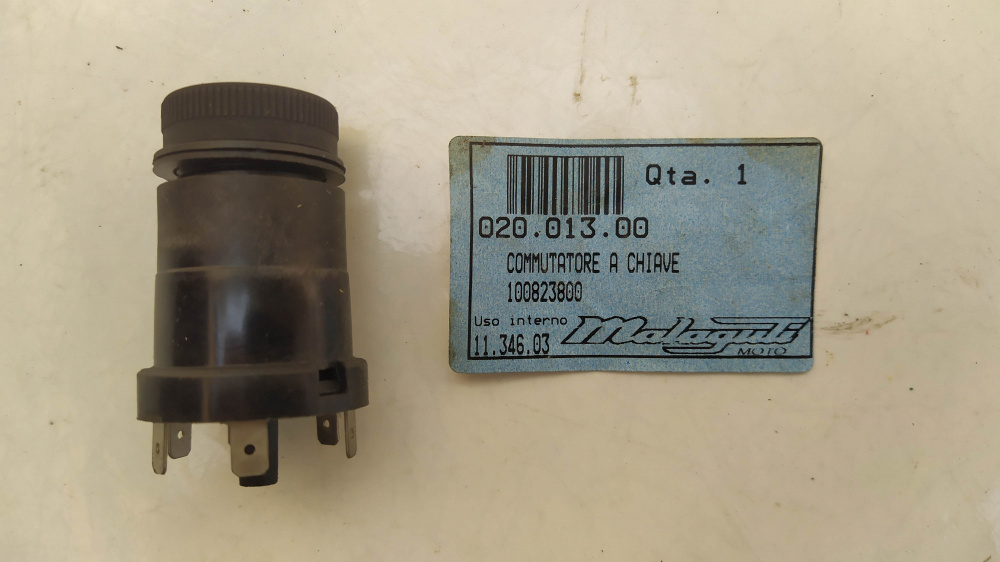 Qta. 1
020.013.00
COMMUTATORE A CHIAVE
100823800
Uso interno
11.346.03
Malaguti
MOTO